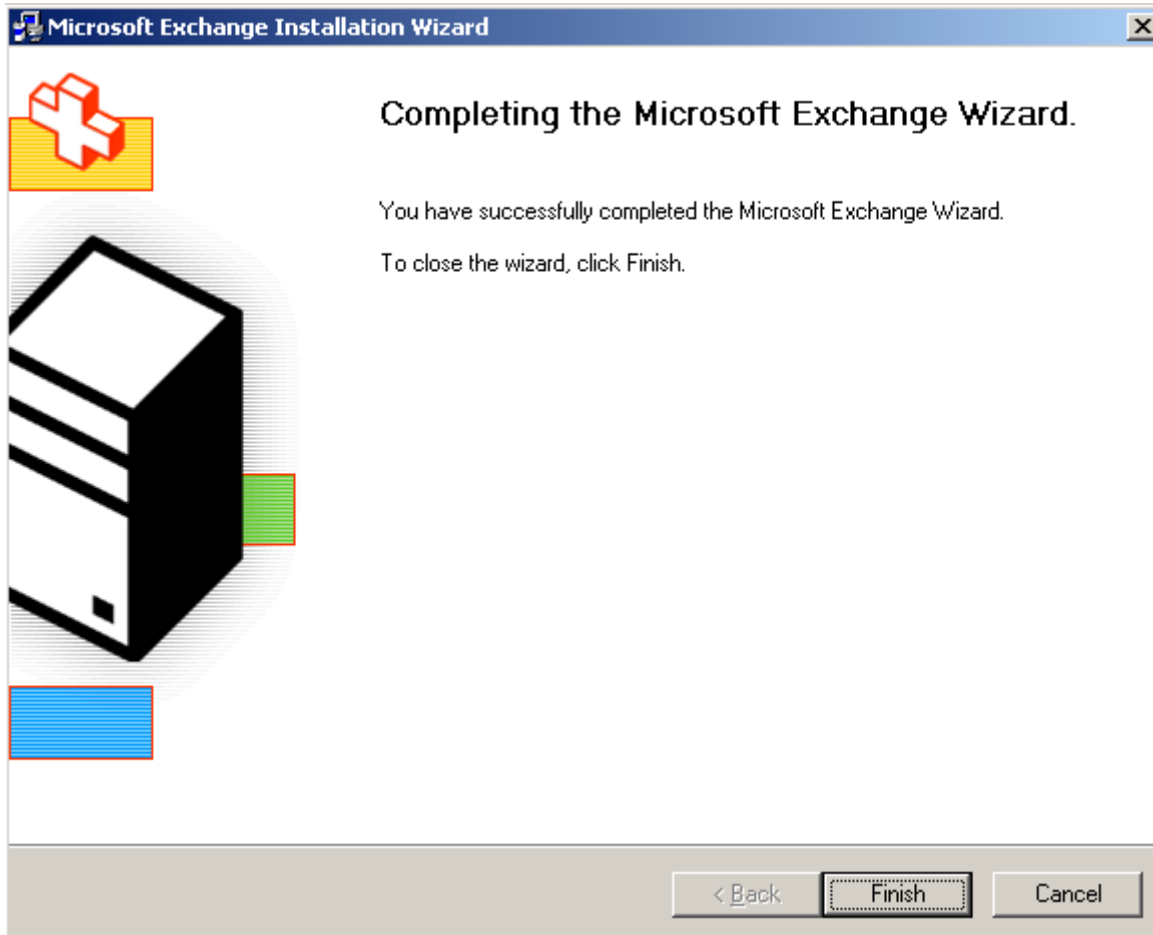 Microsoft Exchange Installation Wizard
Completing the Microsoft Exchange Wizard.
You have successfully completed the Microsoft Exchange Wizard.
To close the wizard, click Finish.
< Back
Finish
Cancel